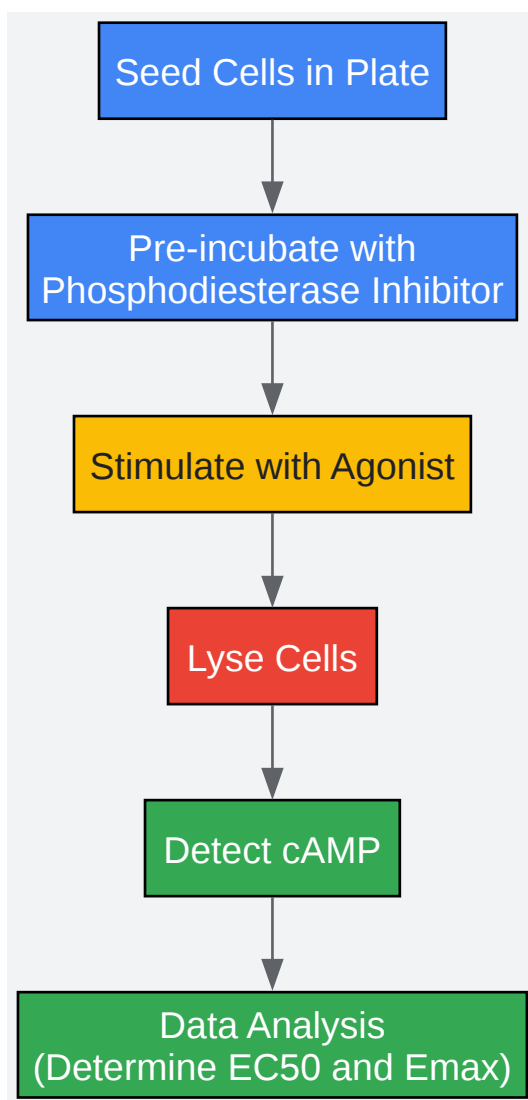 Seed Cells in Plate
Pre-incubate with
Phosphodiesterase Inhibitor
Stimulate with Agonist
Lyse Cells
Detect cAMP
Data Analysis
(Determine EC50 and Emax)